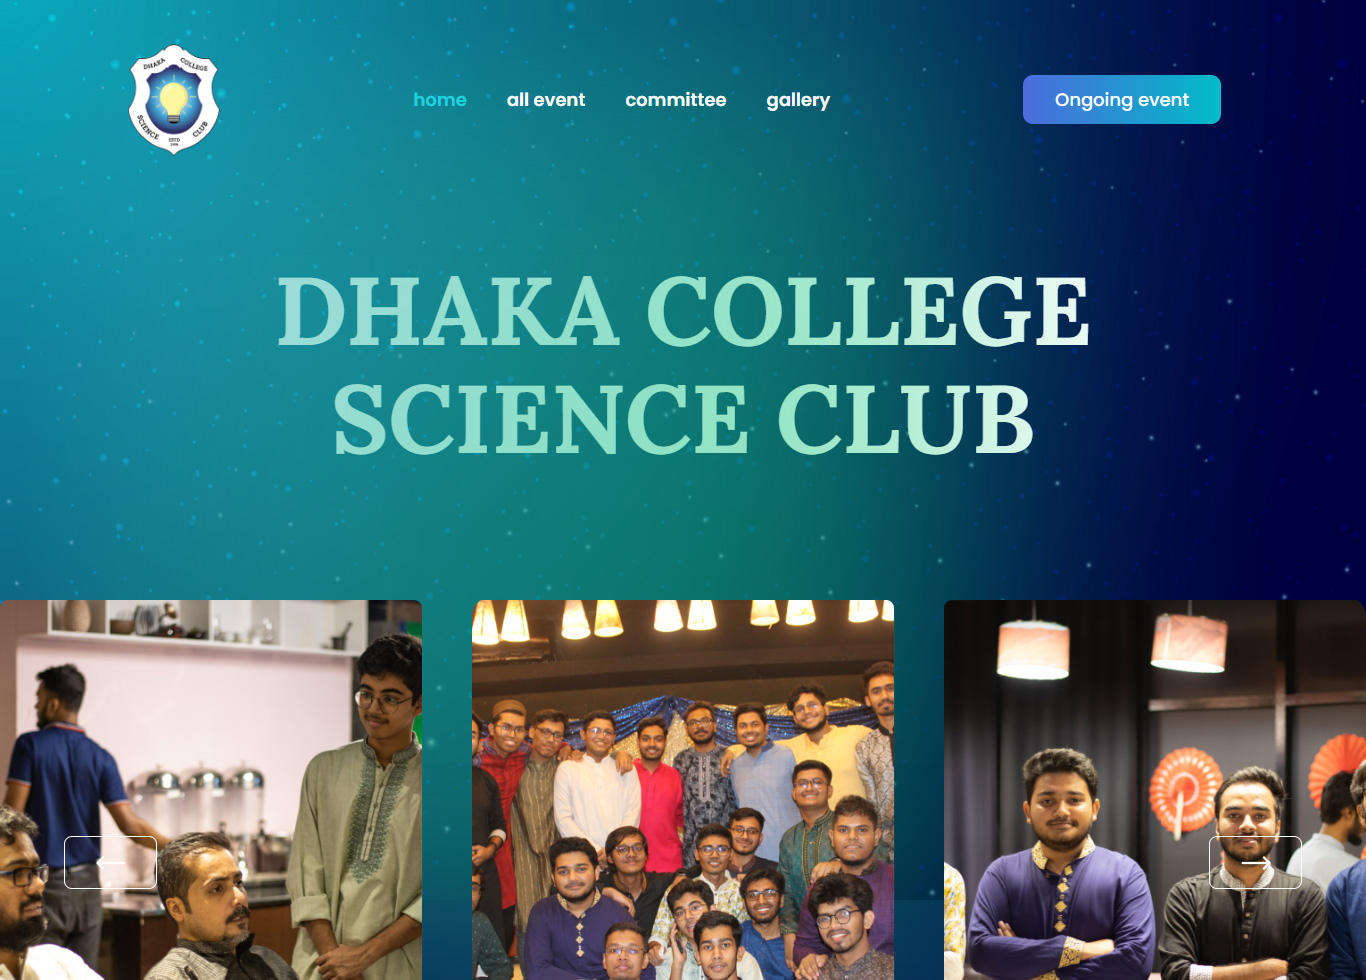 DHAKA COLLEGE
SCIENCE CLUB
ESTD
home
all event
committee
gallery
Ongoing event
DHAKA COLLEGE
SCIENCE CLUB